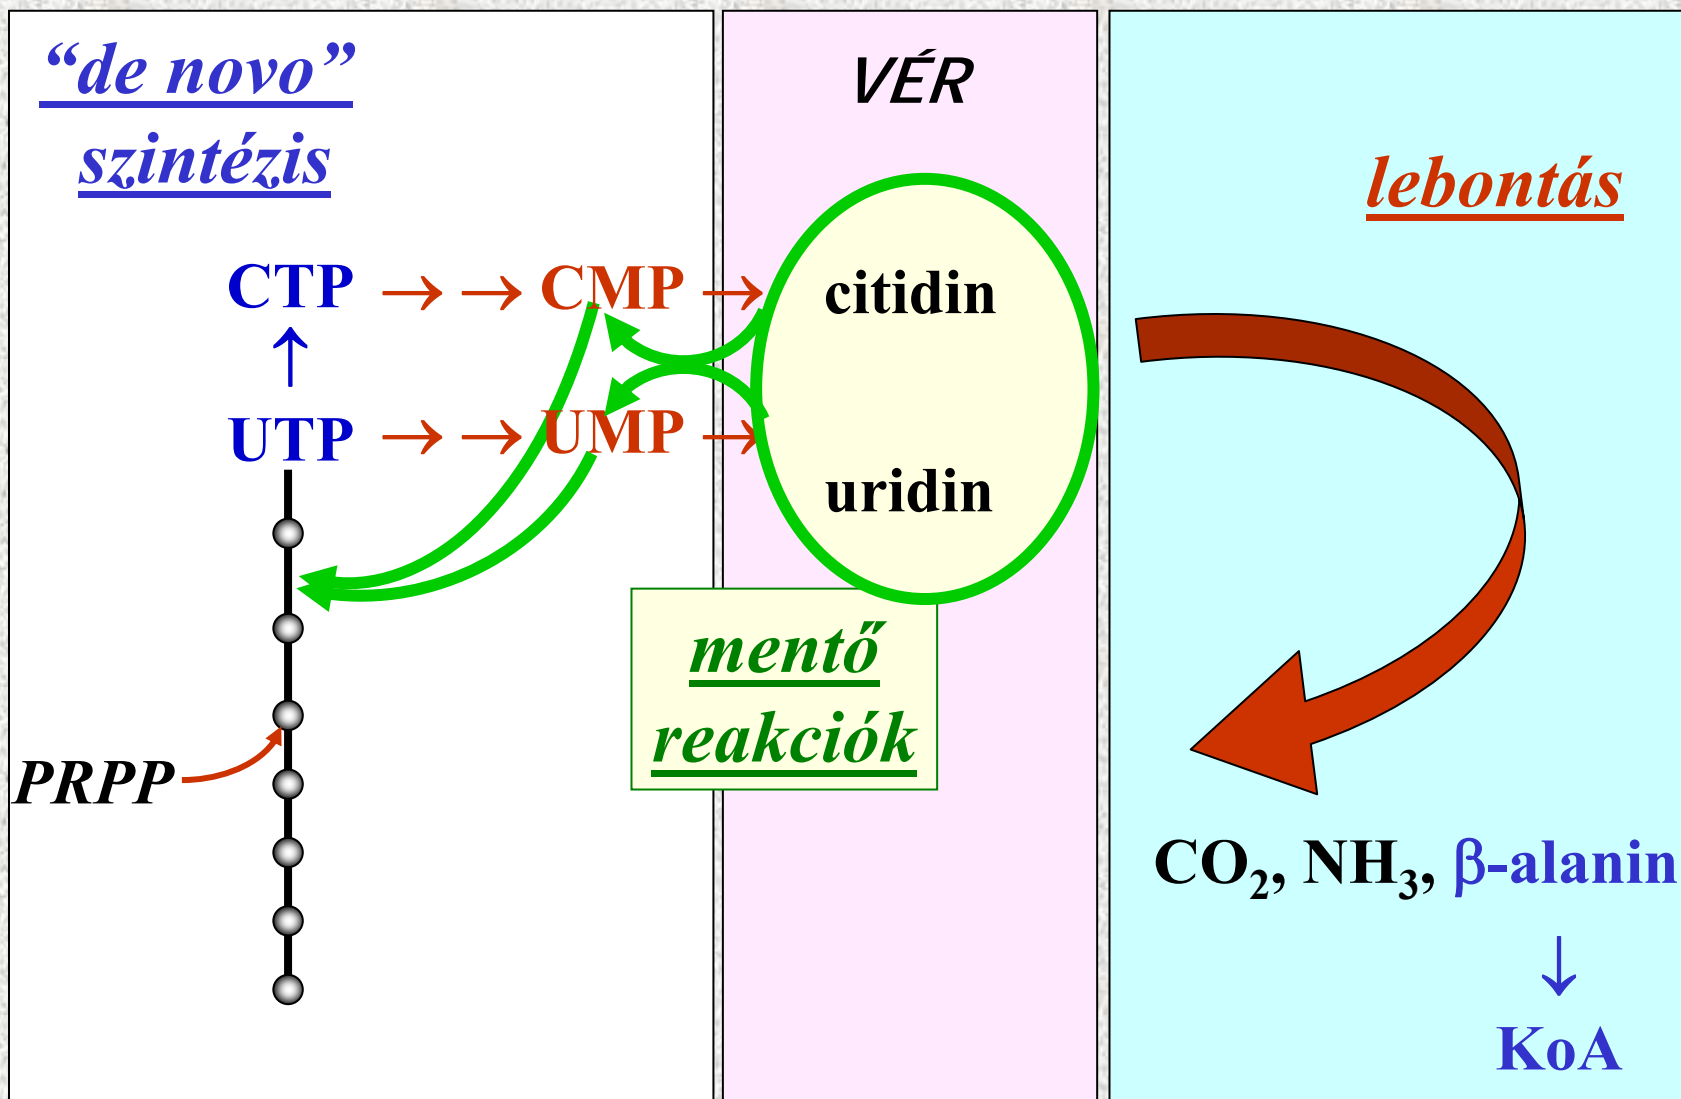 “de novo”
szintézis
CTP → → CMP →
↑
UTP → → UMP →
PRPP
VÉR
citidin
uridin
mentő
reakciók
lebontás
CO₂, NH₃, β-alanin
↓
KoA